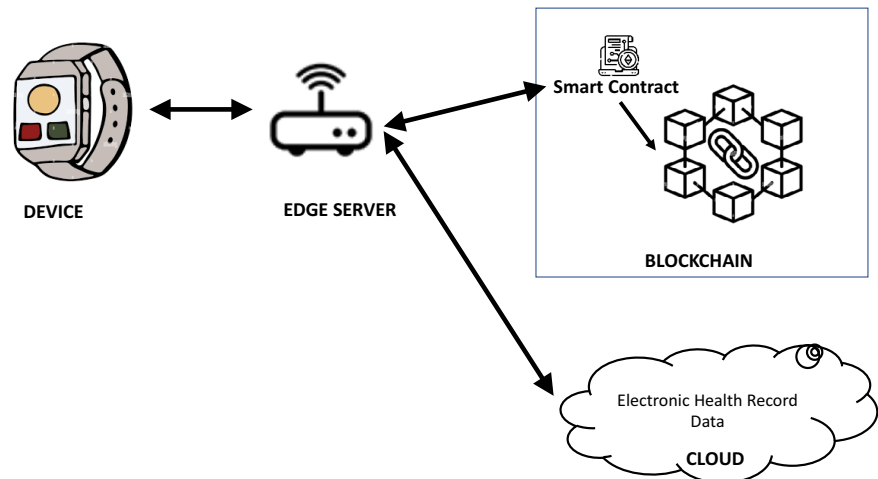 Smart Contract
DEVICE
EDGE SERVER
BLOCKCHAIN
Electronic Health Record
Data
CLOUD